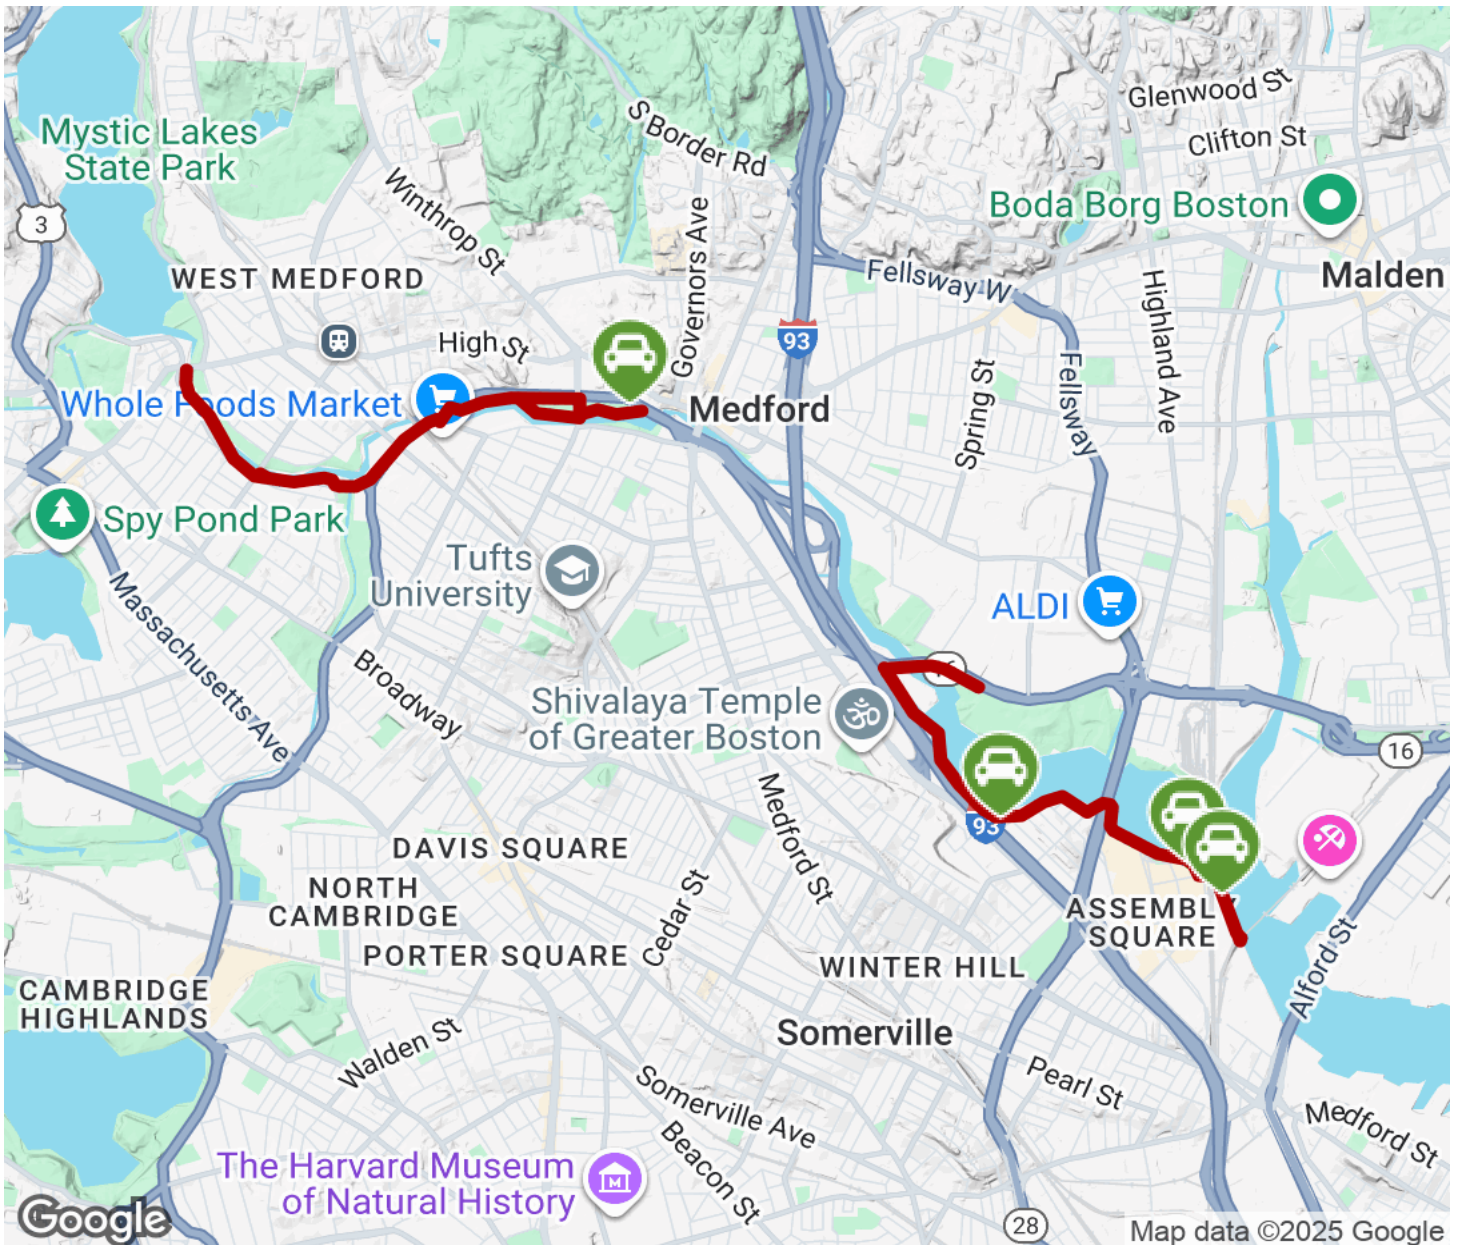 Glenwood St
S Border Rd
Mystic Lakes
State Park
Clifton St
Winthrop St
3
Boda Borg Boston
Governors Ave
WEST MEDFORD
Fellsway W
Malden
Highland Ave
93
High St
Fellsway
Spring St
Whole Foods Market
Medford
Spy Pond Park
Tufts
University
Massachusetts Ave
ALDI
Broadway
Shivalaya Temple
of Greater Boston
16
Medford St
93
DAVIS SQUARE
NORTH
CAMBRIDGE
Cedar St
ASSEMBLY
SQUARE
PORTER SQUARE
WINTER HILL
Alford St
CAMBRIDGE
HIGHLANDS
Somerville
Walden St
Pearl St
Somerville Ave
Medford St
Beacon St
The Harvard Museum
of Natural History
28
Google
Map data ©2025 Google